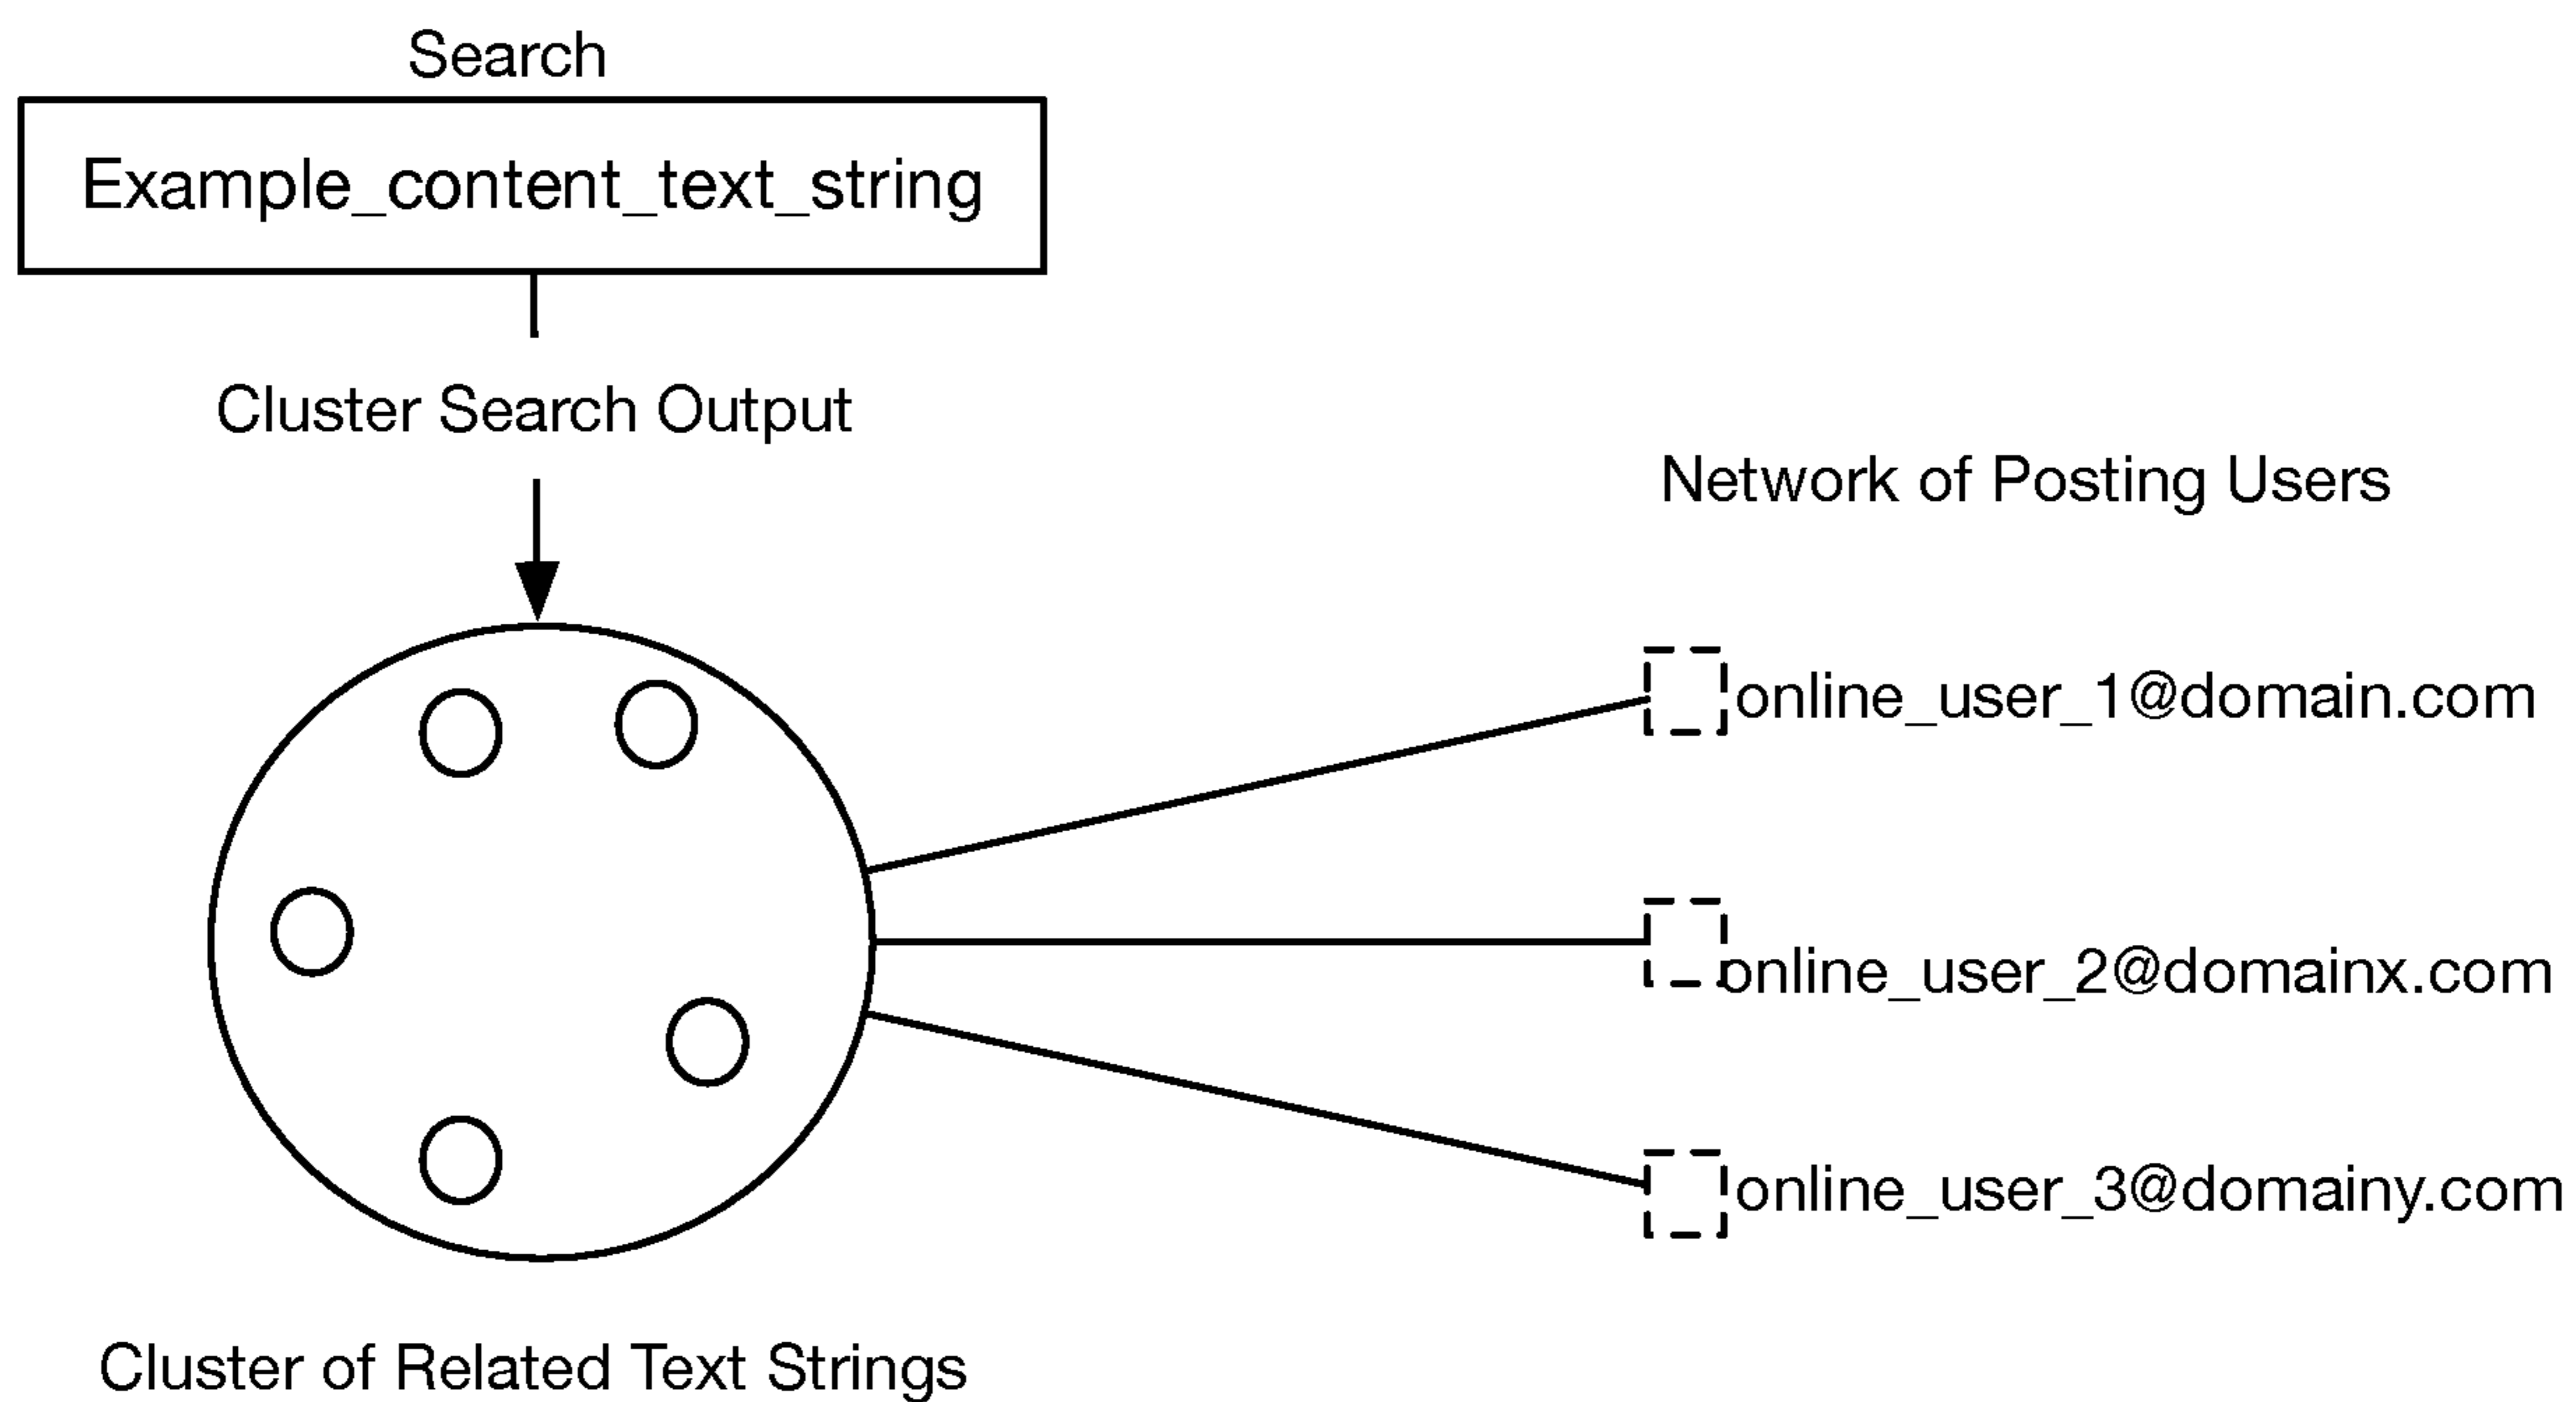 Search
Example_content_text_string
Cluster Search Output
Network of Posting Users
online_user_1@domain.com
online_user_2@domainx.com
online_user_3@domainy.com
Cluster of Related Text Strings